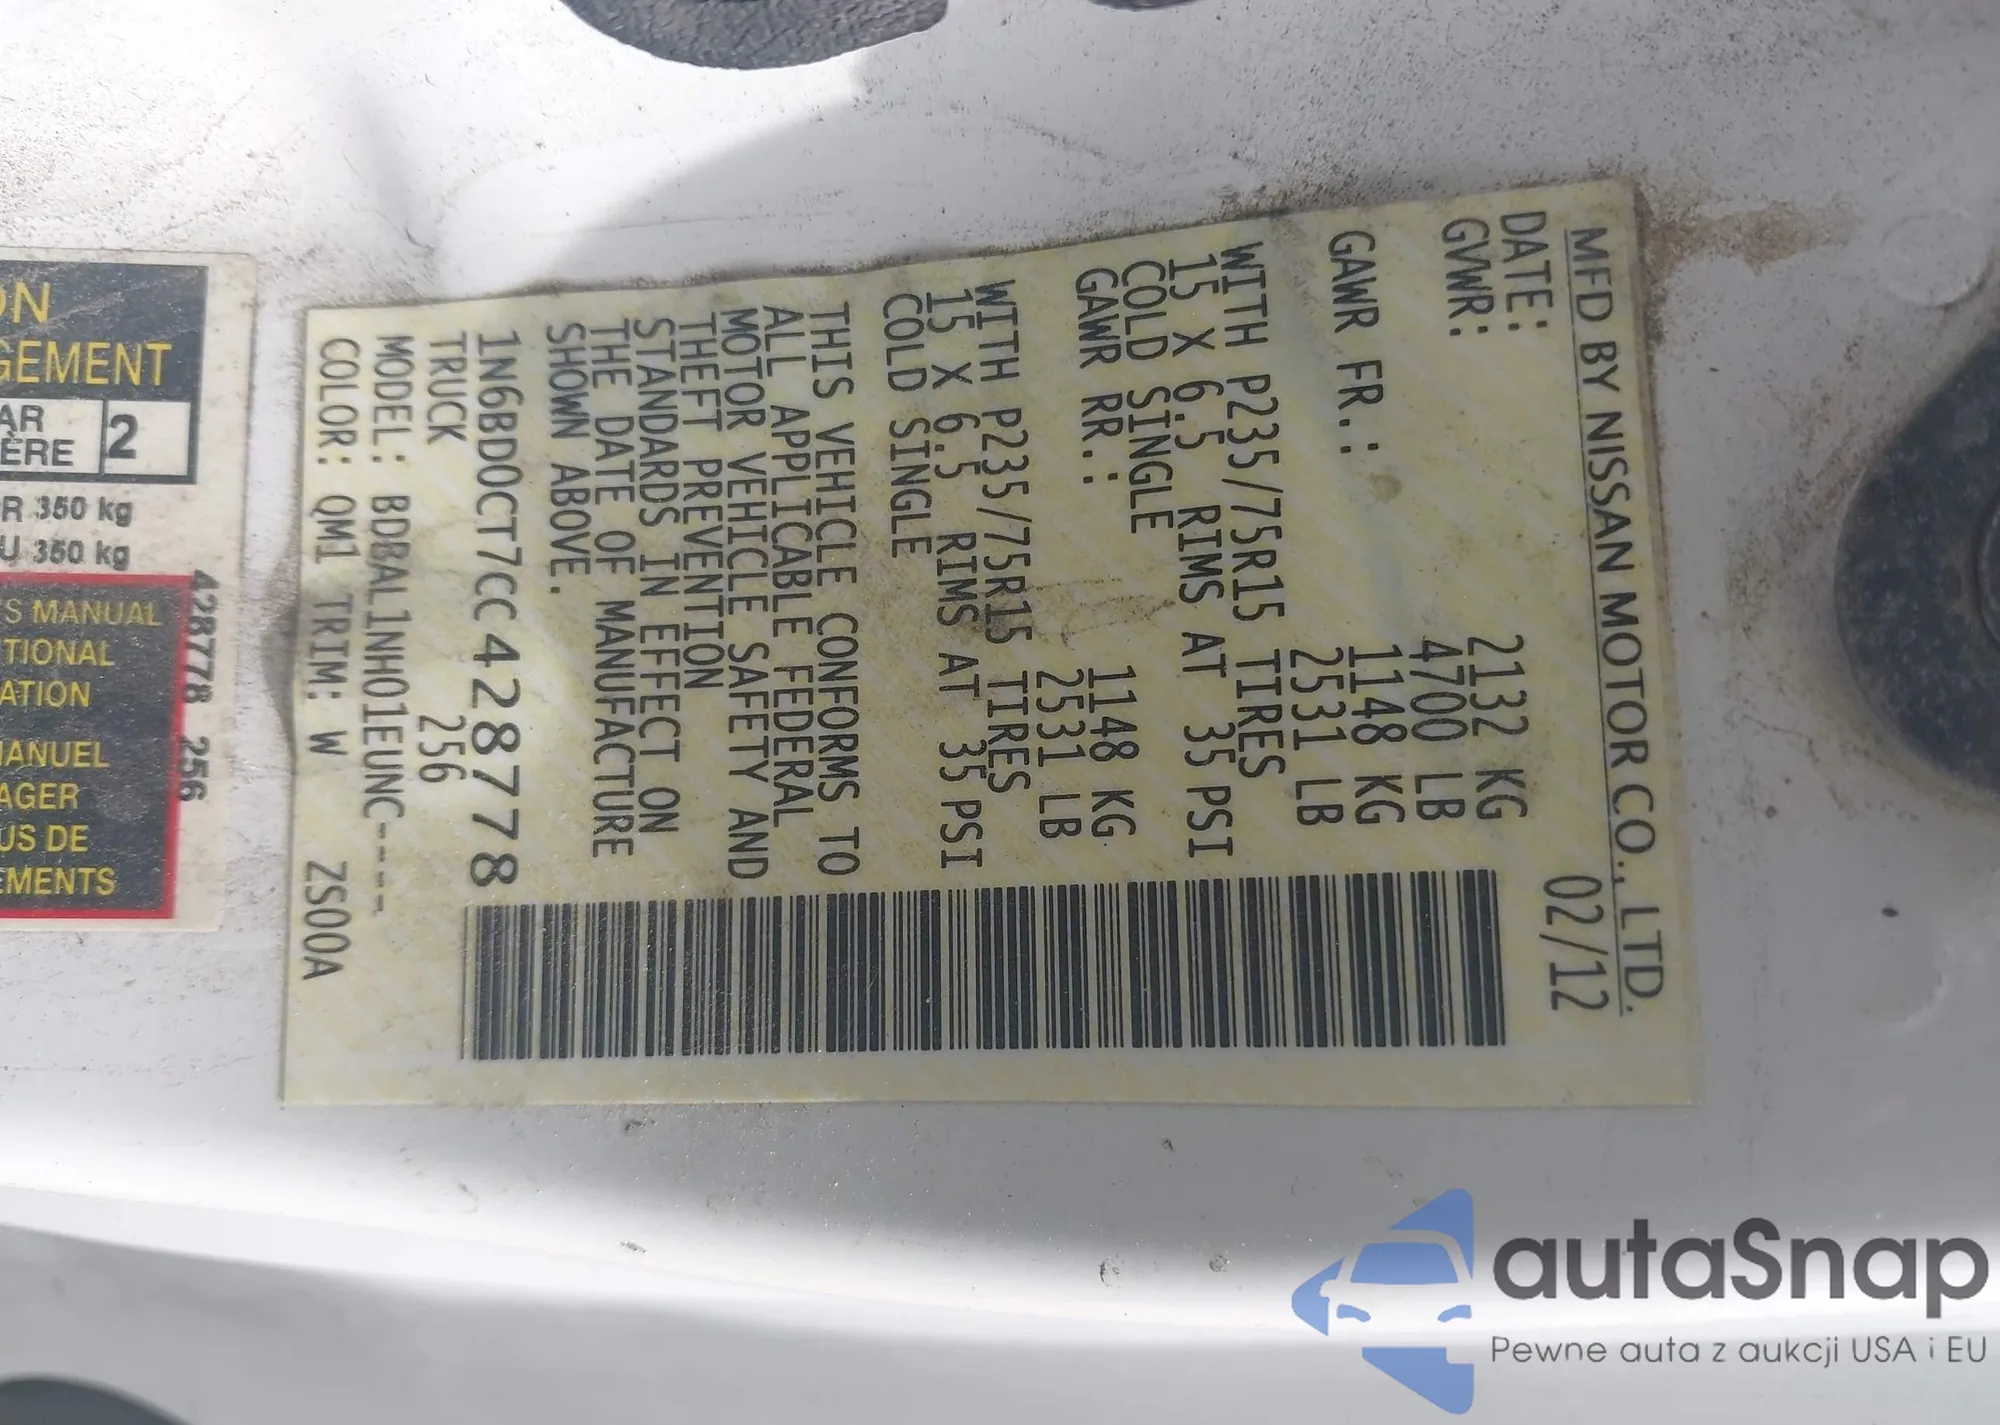 MFD BY NISSAN MOTOR CO., LTD.
DATE: 02/12
GVWR: 2132 KG
4700 LB
GAWR FR.: 1148 KG
2531 LB
WITH P235/75R15 TIRES
15 X 6.5 RIMS AT 35 PSI
COLD SINGLE
GAWR RR.: 1148 KG
2531 LB
WITH P235/75R15 TIRES
15 X 6.5 RIMS AT 35 PSI
COLD SINGLE
THIS VEHICLE CONFORMS TO
ALL APPLICABLE FEDERAL
MOTOR VEHICLE SAFETY AND
THEFT PREVENTION
STANDARDS IN EFFECT ON
THE DATE OF MANUFACTURE
SHOWN ABOVE.
1N6BD0CT7CC428778
TRUCK 256
MODEL: BDBAL1NHO1EUNC----
COLOR: QM1 TRIM: W ZS00A
ON
GEMENT
AR
ÈRE
2
R 350 kg
U 350 kg
S MANUAL
TIONAL
ATION
MANUEL
AGER
US DE
EMENTS
428778 256
autaSnap
Pewne auta z aukcji USA i EU